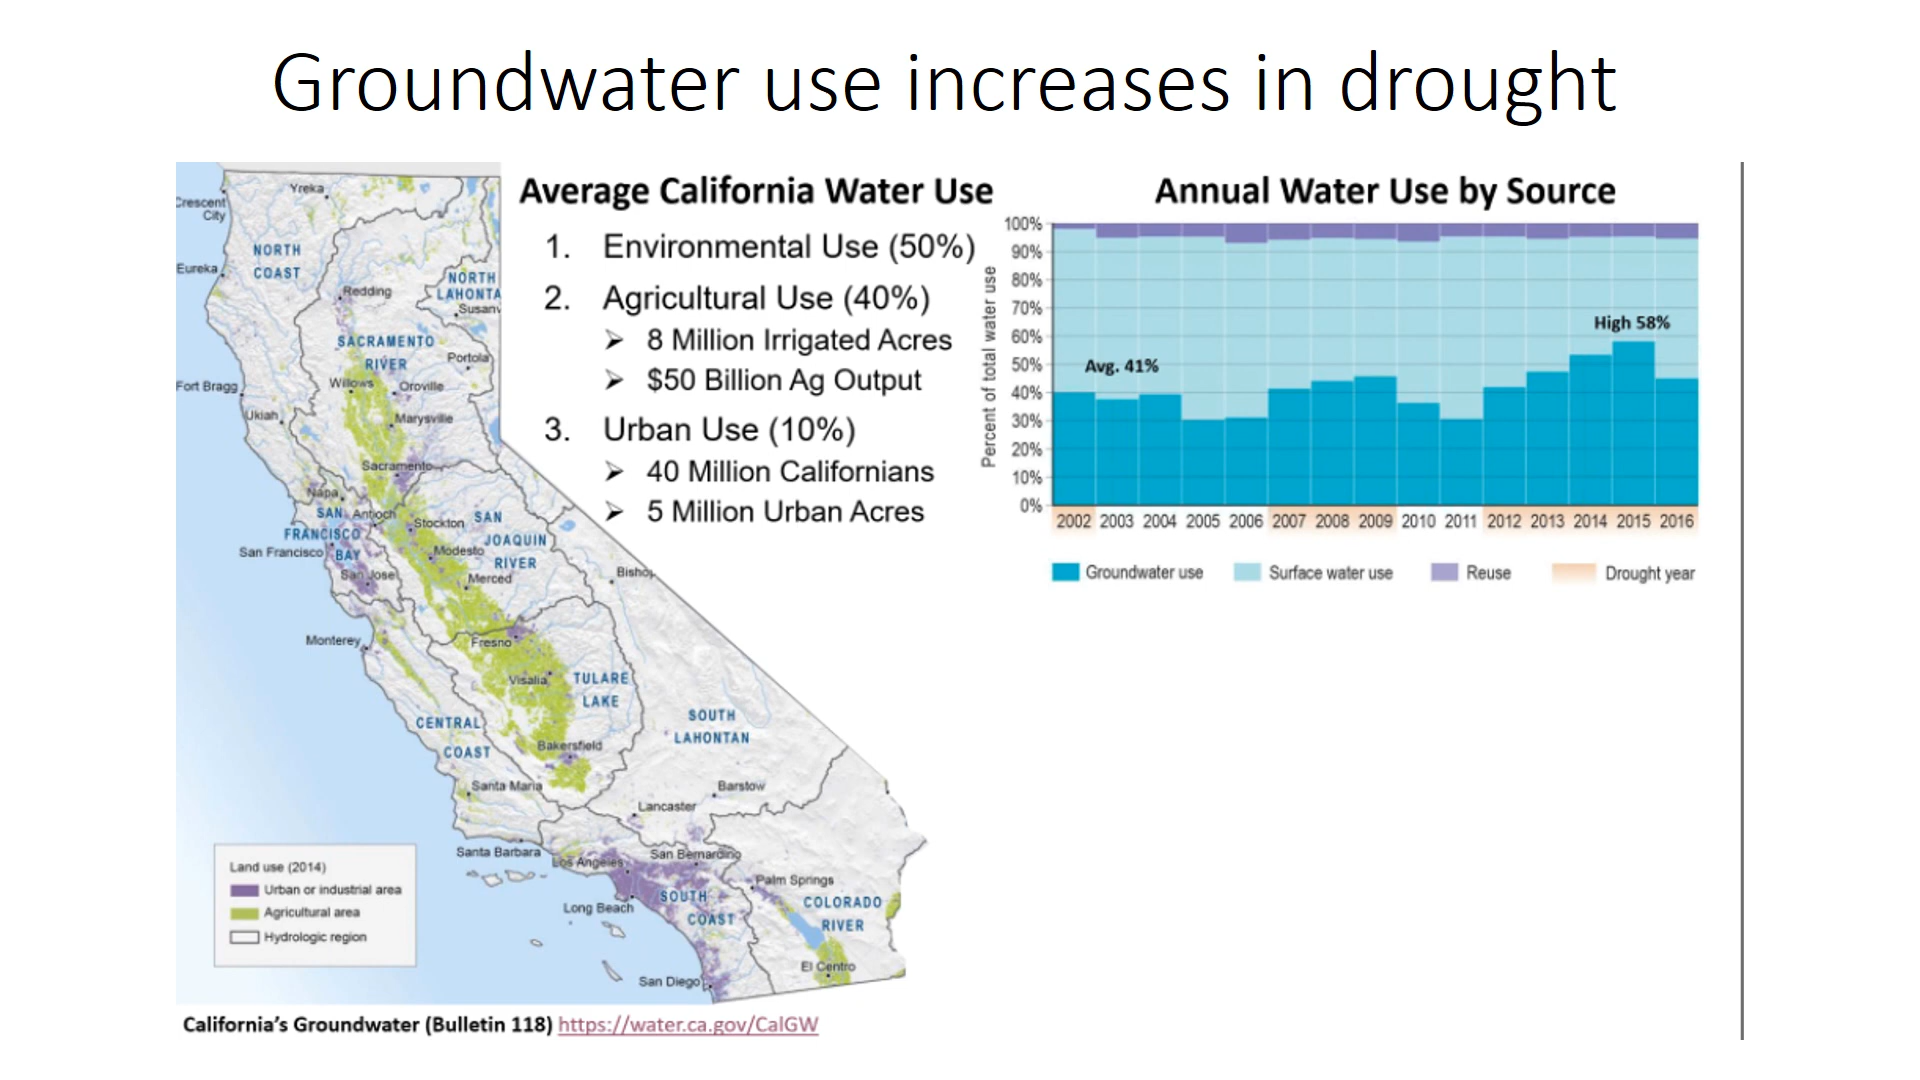 Groundwater use increases in drought
Average California Water Use
1. Environmental Use (50%)
2. Agricultural Use (40%)
➢ 8 Million Irrigated Acres
➢ $50 Billion Ag Output
3. Urban Use (10%)
➢ 40 Million Californians
➢ 5 Million Urban Acres
Annual Water Use by Source
Percent of total water use
100%
90%
80%
70%
60%
50%
40%
30%
20%
10%
0%
Avg. 41%
High 58%
2002 2003 2004 2005 2006 2007 2008 2009 2010 2011 2012 2013 2014 2015 2016
Groundwater use Surface water use Reuse Drought year
Yreka
Crescent
City
NORTH
COAST
Eureka
NORTH
LAHONTA
Redding
Susanv
SACRAMENTO
RIVER
Portola
Fort Bragg
Willows
Oroville
Ukiah
Marysville
Sacramento
Napa
SAN
FRANCISCO
BAY
Antioch
Stockton
SAN
JOAQUIN
RIVER
San Francisco
Modesto
San Jose
Merced
Bishop
Monterey
Fresno
Visalia
TULARE
LAKE
CENTRAL
COAST
SOUTH
LAHONTAN
Bakersfield
Santa Maria
Barstow
Lancaster
Santa Barbara
Los Angeles
San Bernardino
Palm Springs
Long Beach
SOUTH
COAST
COLORADO
RIVER
El Centro
San Diego
Land use (2014)
Urban or industrial area
Agricultural area
Hydrologic region
California's Groundwater (Bulletin 118) https://water.ca.gov/CalGW